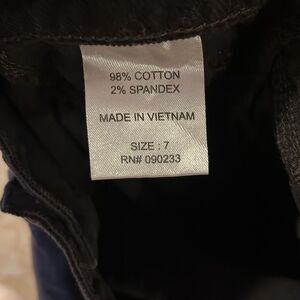 98% COTTON
2% SPANDEX
MADE IN VIETNAM
SIZE : 7
RN# 090233